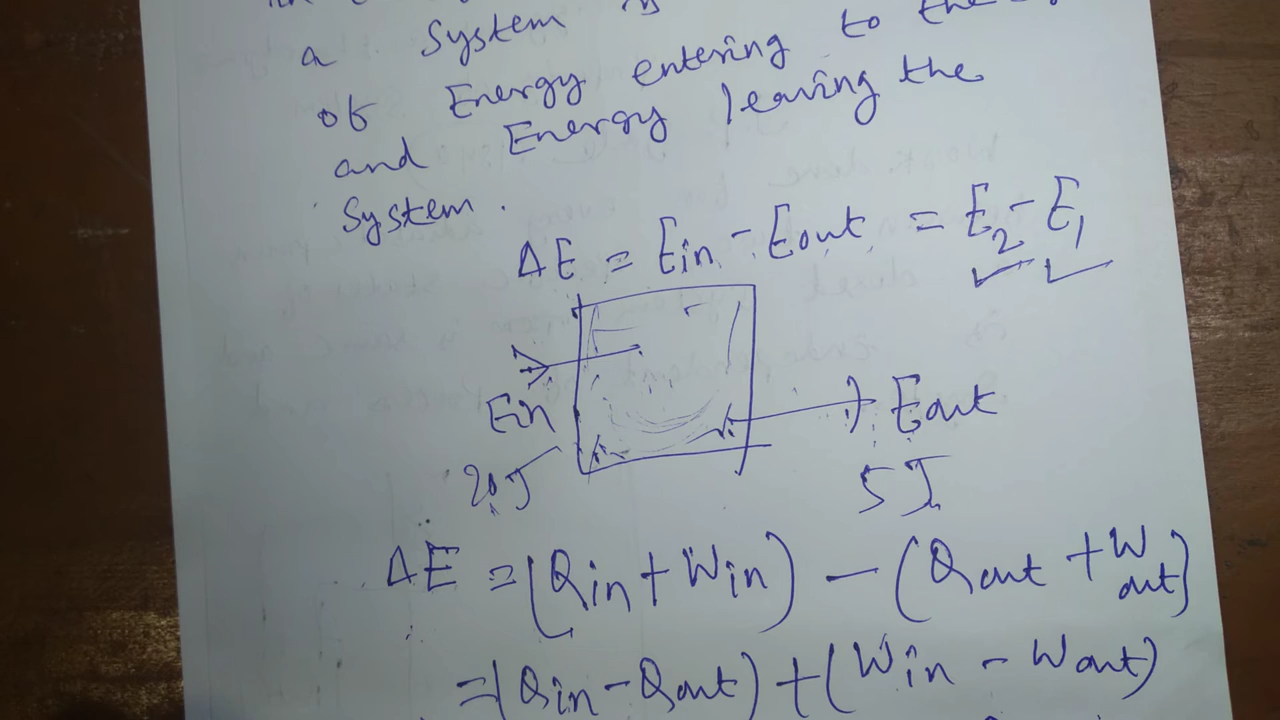 a System is
of Energy entering to the
and Energy leaving the
System.
ΔE = Ein - Eout = E2 - E1
Ein
Eout
20J
5J
ΔE = (Qin + Win) - (Qout + Wout)
= (Qin - Qout) + (Win - Wout)